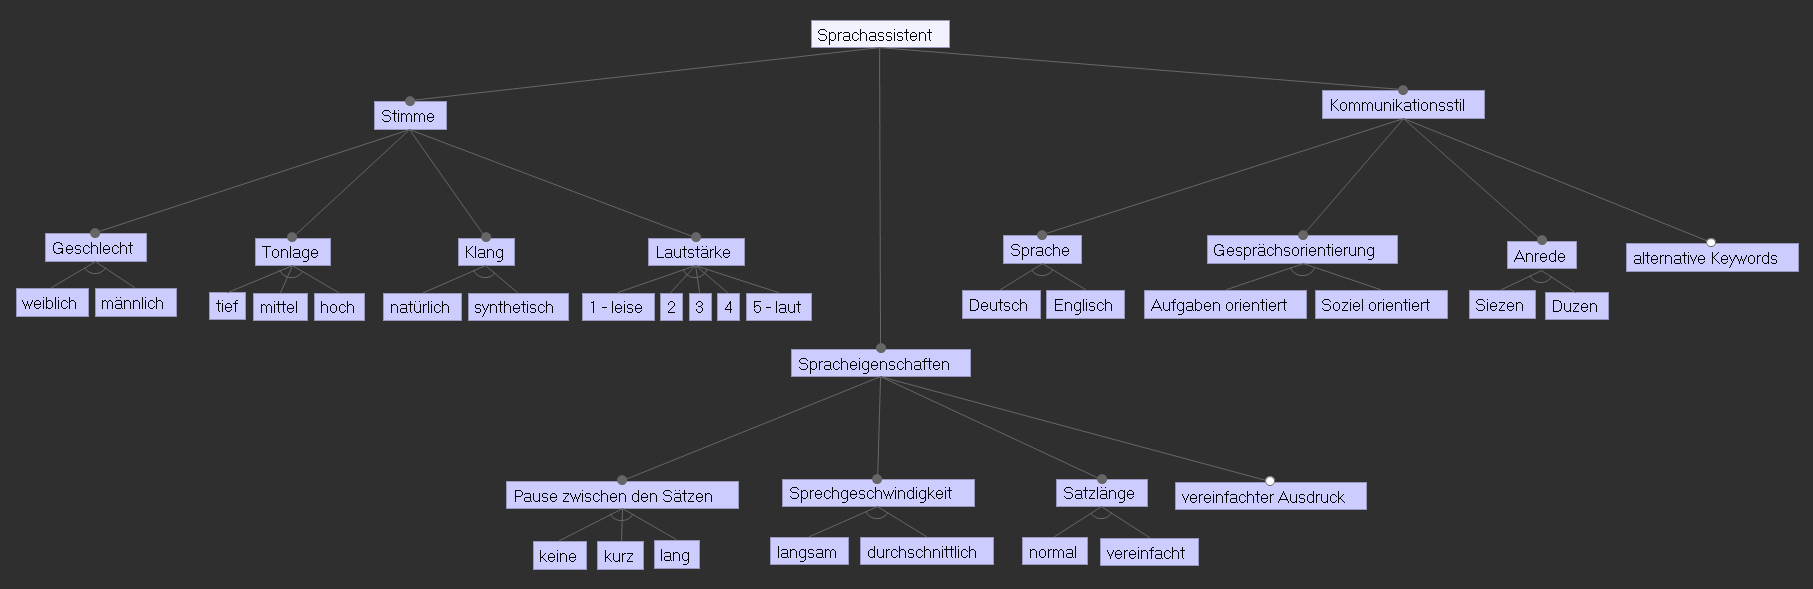 Sprachassistent
Stimme
Kommunikationsstil
Geschlecht
Tonlage
Klang
Lautstärke
Sprache
Gesprächsorientierung
Anrede
alternative Keywords
weiblich
männlich
tief
mittel
hoch
natürlich
synthetisch
1 - leise
2
3
4
5 - laut
Deutsch
Englisch
Aufgaben orientiert
Soziel orientiert
Siezen
Duzen
Spracheigenschaften
Pause zwischen den Sätzen
Sprechgeschwindigkeit
Satzlänge
vereinfachter Ausdruck
keine
kurz
lang
langsam
durchschnittlich
normal
vereinfacht